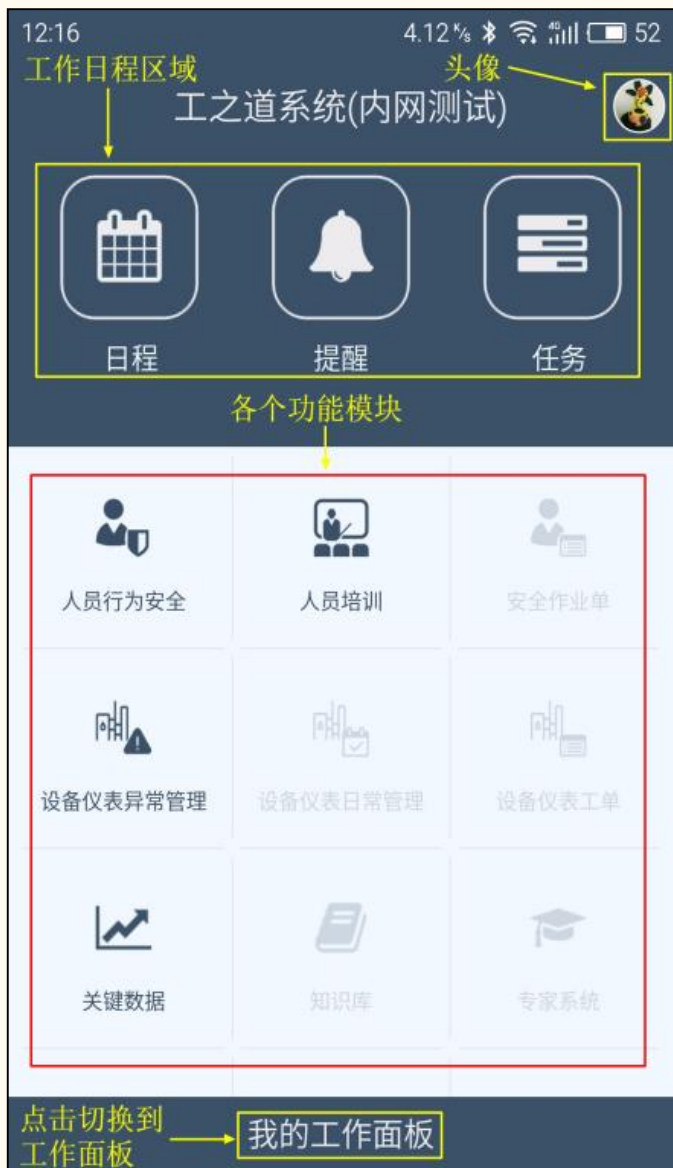 12:16 4.12 K/s 4G 52
工作日程区域 头像
工之道系统(内网测试)
日程 提醒 任务
各个功能模块
人员行为安全 人员培训 安全作业单
设备仪表异常管理 设备仪表日常管理 设备仪表工单
关键数据 知识库 专家系统
点击切换到
工作面板
我的工作面板